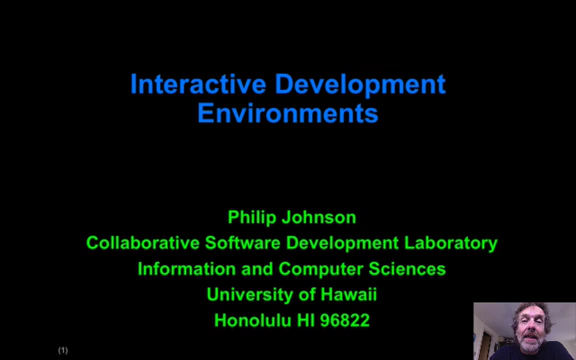 Interactive Development
Environments
Philip Johnson
Collaborative Software Development Laboratory
Information and Computer Sciences
University of Hawaii
Honolulu HI 96822
(1)